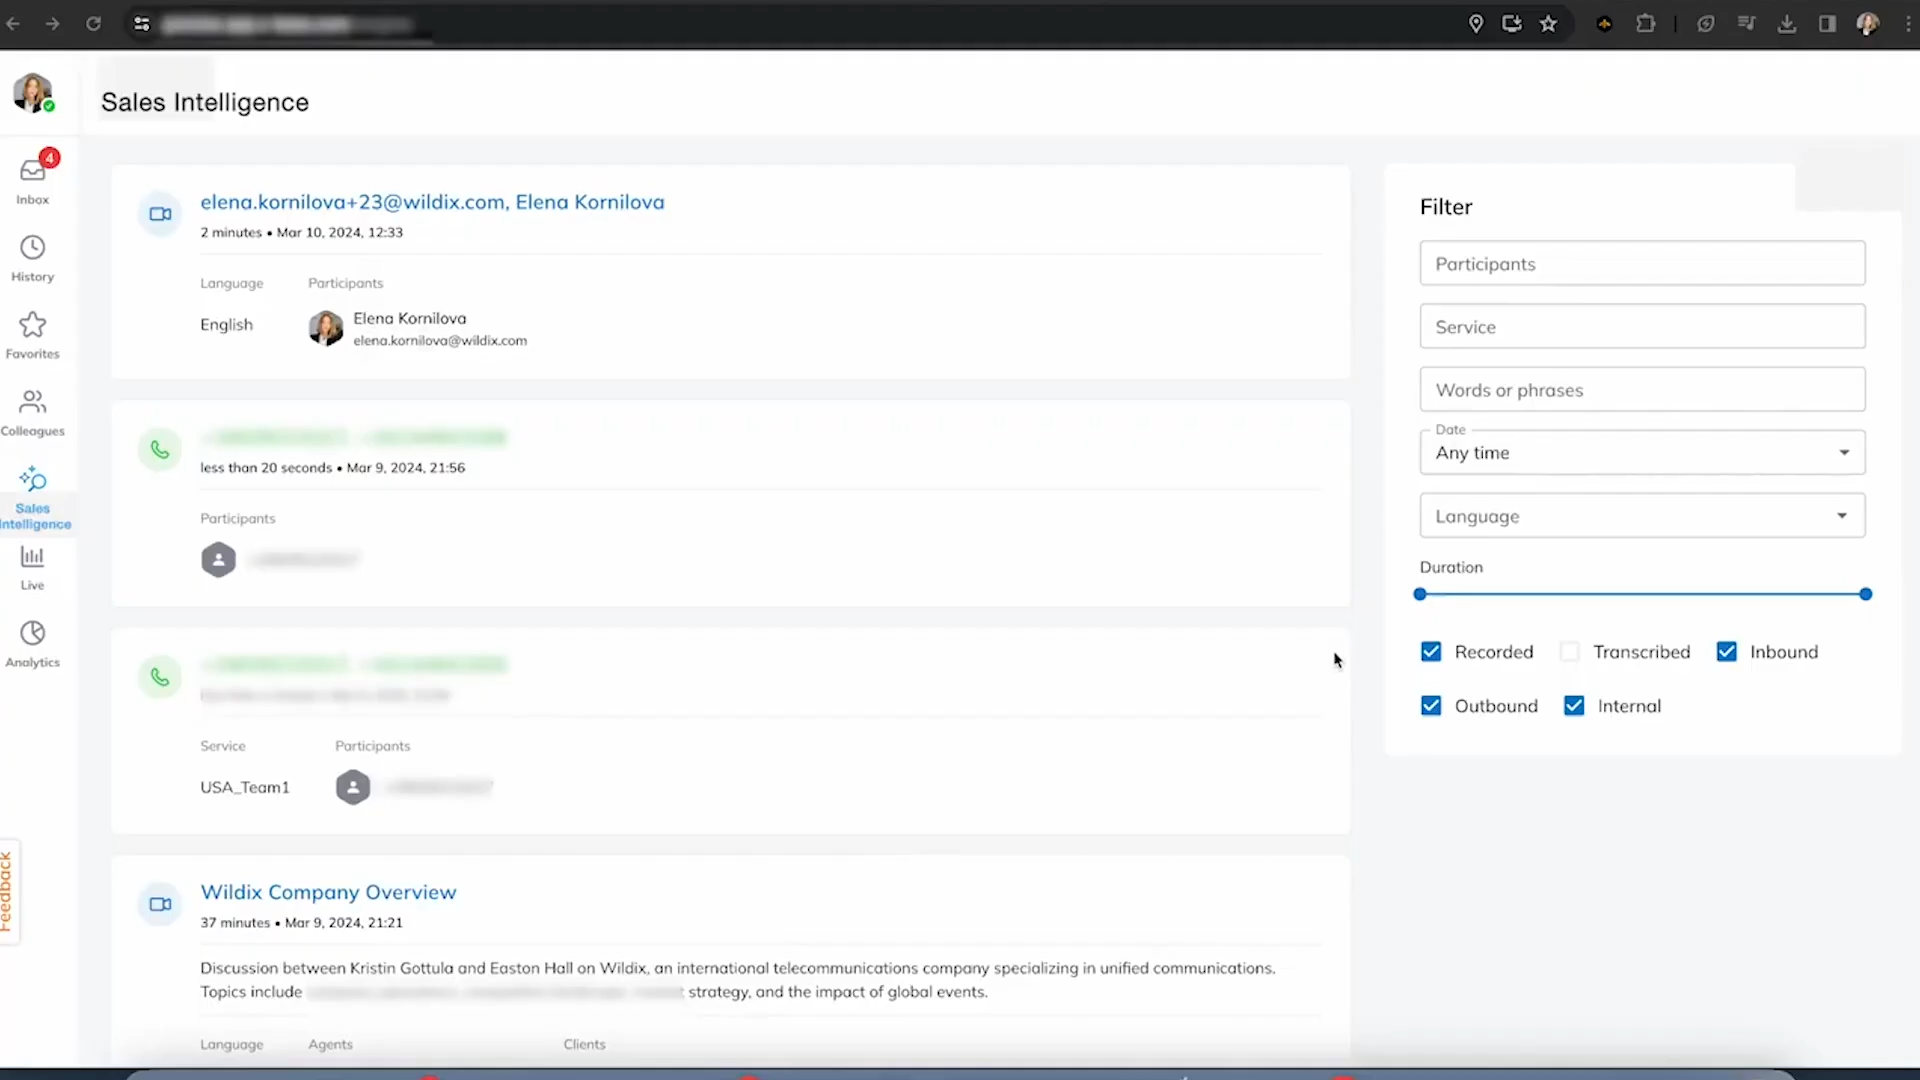 Sales Intelligence
4
Inbox
History
Favorites
Colleagues
Sales
Intelligence
Live
Analytics
Feedback
elena.kornilova+23@wildix.com, Elena Kornilova
2 minutes • Mar 10, 2024, 12:33
Language Participants
English
Elena Kornilova
elena.kornilova@wildix.com
less than 20 seconds • Mar 9, 2024, 21:56
Participants
Service Participants
USA_Team1
Wildix Company Overview
37 minutes • Mar 9, 2024, 21:21
Discussion between Kristin Gottula and Easton Hall on Wildix, an international telecommunications company specializing in unified communications.
Topics include strategy, and the impact of global events.
Language Agents Clients
Filter
Participants
Service
Words or phrases
Date
Any time
Language
Duration
Recorded Transcribed Inbound
Outbound Internal